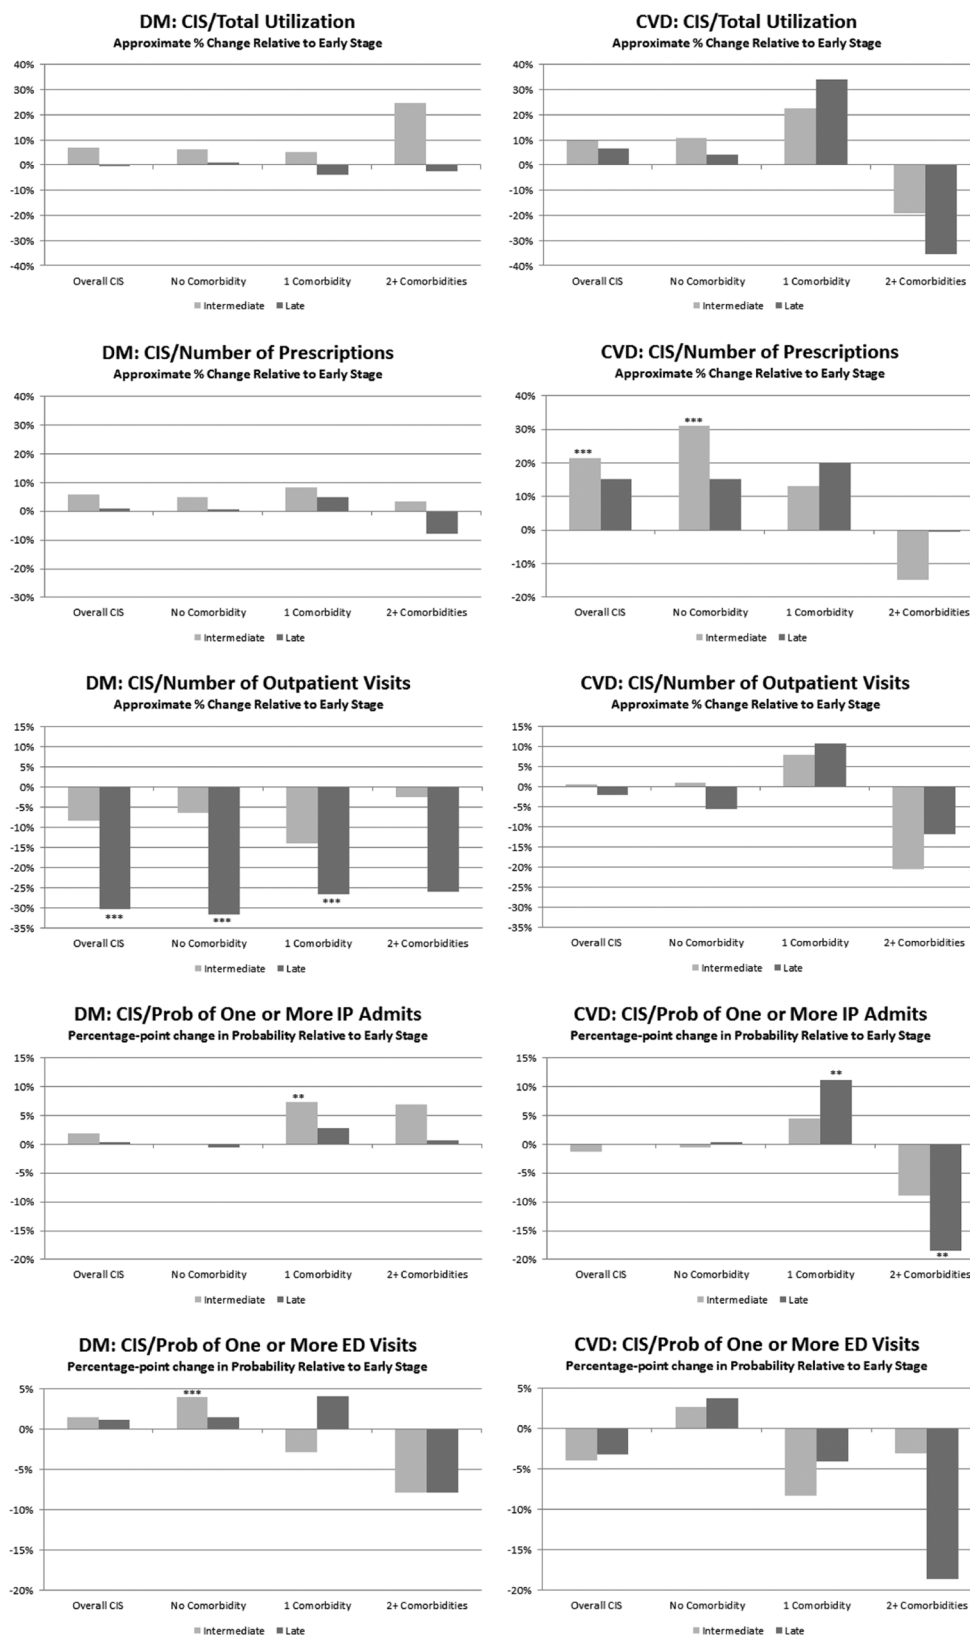 DM: CIS/Total Utilization
Approximate % Change Relative to Early Stage
40%
30%
20%
10%
0%
-10%
-20%
-30%
-40%
Overall CIS No Comorbidity 1 Comorbidity 2+ Comorbidities
Intermediate Late
CVD: CIS/Total Utilization
Approximate % Change Relative to Early Stage
40%
30%
20%
10%
0%
-10%
-20%
-30%
-40%
Overall CIS No Comorbidity 1 Comorbidity 2+ Comorbidities
Intermediate Late
DM: CIS/Number of Prescriptions
Approximate % Change Relative to Early Stage
40%
30%
20%
10%
0%
-10%
-20%
-30%
Overall CIS No Comorbidity 1 Comorbidity 2+ Comorbidities
Intermediate Late
CVD: CIS/Number of Prescriptions
Approximate % Change Relative to Early Stage
40%
30%
20%
10%
0%
-10%
-20%
*** ***
Overall CIS No Comorbidity 1 Comorbidity 2+ Comorbidities
Intermediate Late
DM: CIS/Number of Outpatient Visits
Approximate % Change Relative to Early Stage
15%
10%
5%
0%
-5%
-10%
-15%
-20%
-25%
-30%
-35%
*** *** ***
Overall CIS No Comorbidity 1 Comorbidity 2+ Comorbidities
Intermediate Late
CVD: CIS/Number of Outpatient Visits
Approximate % Change Relative to Early Stage
15%
10%
5%
0%
-5%
-10%
-15%
-20%
-25%
-30%
-35%
Overall CIS No Comorbidity 1 Comorbidity 2+ Comorbidities
Intermediate Late
DM: CIS/Prob of One or More IP Admits
Percentage-point change in Probability Relative to Early Stage
15%
10%
5%
0%
-5%
-10%
-15%
-20%
**
Overall CIS No Comorbidity 1 Comorbidity 2+ Comorbidities
Intermediate Late
CVD: CIS/Prob of One or More IP Admits
Percentage-point change in Probability Relative to Early Stage
15%
10%
5%
0%
-5%
-10%
-15%
-20%
**
**
Overall CIS No Comorbidity 1 Comorbidity 2+ Comorbidities
Intermediate Late
DM: CIS/Prob of One or More ED Visits
Percentage-point change in Probability Relative to Early Stage
5%
0%
-5%
-10%
-15%
-20%
***
Overall CIS No Comorbidity 1 Comorbidity 2+ Comorbidities
Intermediate Late
CVD: CIS/Prob of One or More ED Visits
Percentage-point change in Probability Relative to Early Stage
5%
0%
-5%
-10%
-15%
-20%
Overall CIS No Comorbidity 1 Comorbidity 2+ Comorbidities
Intermediate Late